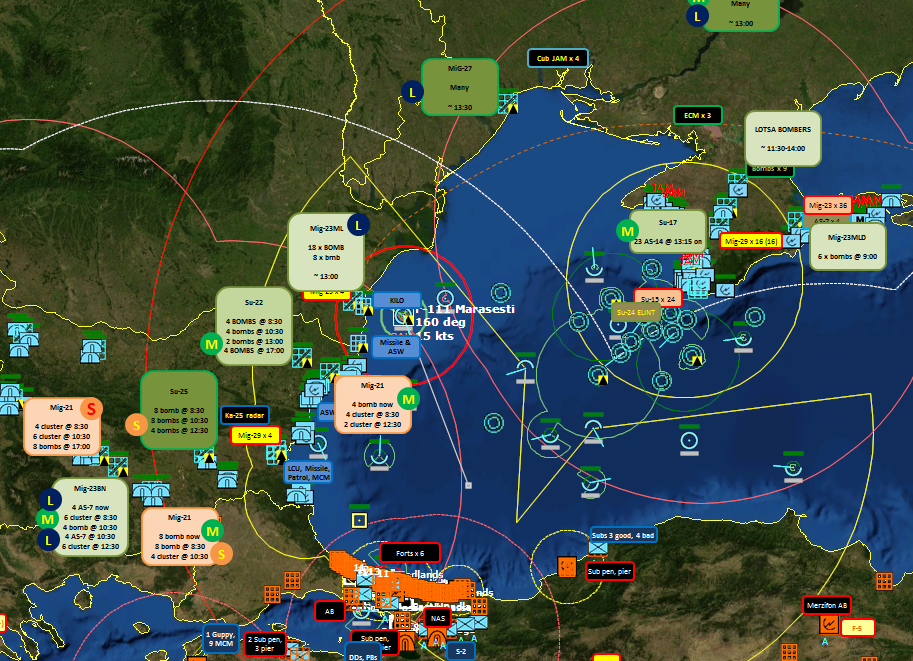 Many
~ 13:00
L
Cub JAM x 4
MiG-27
Many
~ 13:30
L
ECM x 3
LOTSA BOMBERS
~ 11:30-14:00
Bombs x 9
Mig-23 x 36
Su-17
23 AS-14 @ 13:15 on
M
Mig-29 x 16 (16)
Mig-23MLD
6 x bombs @ 9:00
Mig-23ML
18 x BOMB
8 x bmb
~ 13:00
L
Su-22
4 BOMBS @ 8:30
4 bombs @ 10:30
2 bombs @ 13:00
4 BOMBS @ 17:00
M
KILO
F-111 Marasesti
160 deg
15 kts
Missile &
ASW
Su-15 x 24
Su-24 ELINT
Mig-21
4 bomb now
4 cluster @ 8:30
2 cluster @ 12:30
M
Su-25
8 bomb @ 8:30
8 bombs @ 10:30
4 bombs @ 12:30
S
Mig-21
4 cluster @ 8:30
6 cluster @ 10:30
8 bombs @ 17:00
S
Ka-25 radar
ASW
Mig-29 x 4
LCU, Missile,
Patrol, MCM
Mig-23BN
4 AS-7 now
6 cluster @ 8:30
4 bomb @ 10:30
4 AS-7 @ 10:30
6 cluster @ 12:30
L
M
L
Mig-21
8 bomb now
8 bomb @ 8:30
4 cluster @ 10:30
M
S
Forts x 6
Subs 3 good, 4 bad
Sub pen, pier
AB
NAS
1 Guppy,
9 MCM
2 Sub pen,
3 pier
Sub pen,
DDs, PBs
S-2
Merzifon AB
F-5
A